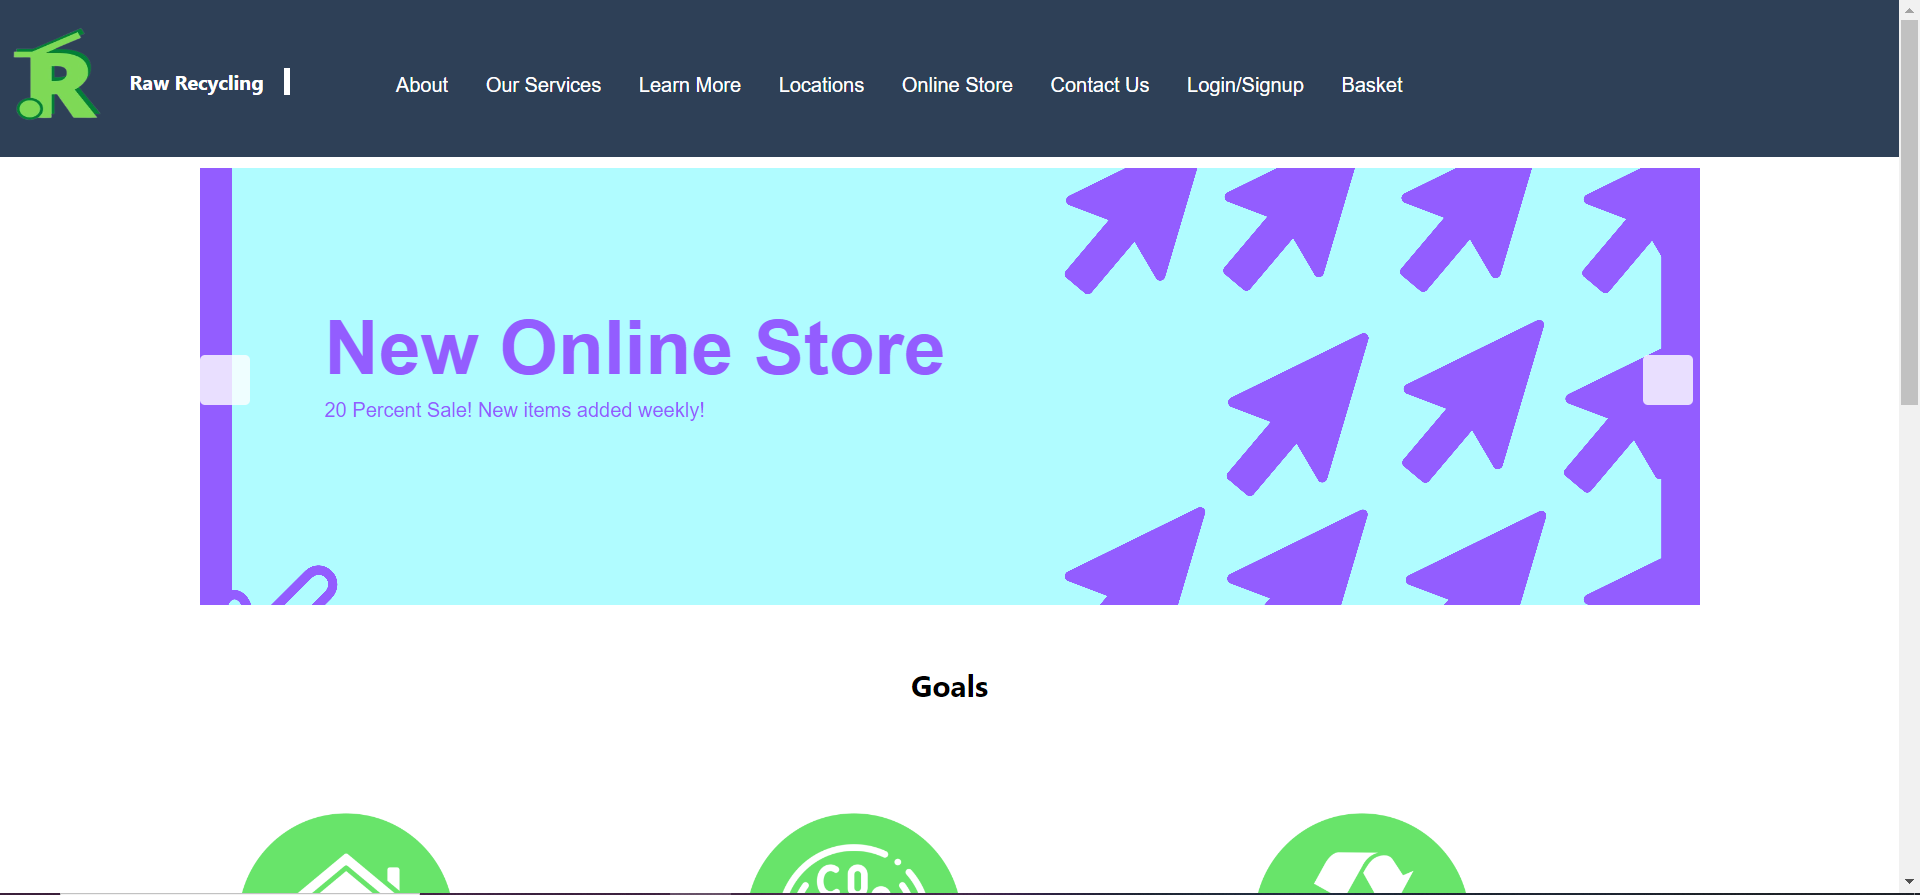 R
Raw Recycling
About Our Services Learn More Locations Online Store Contact Us Login/Signup Basket
New Online Store
20 Percent Sale! New items added weekly!
Goals
CO